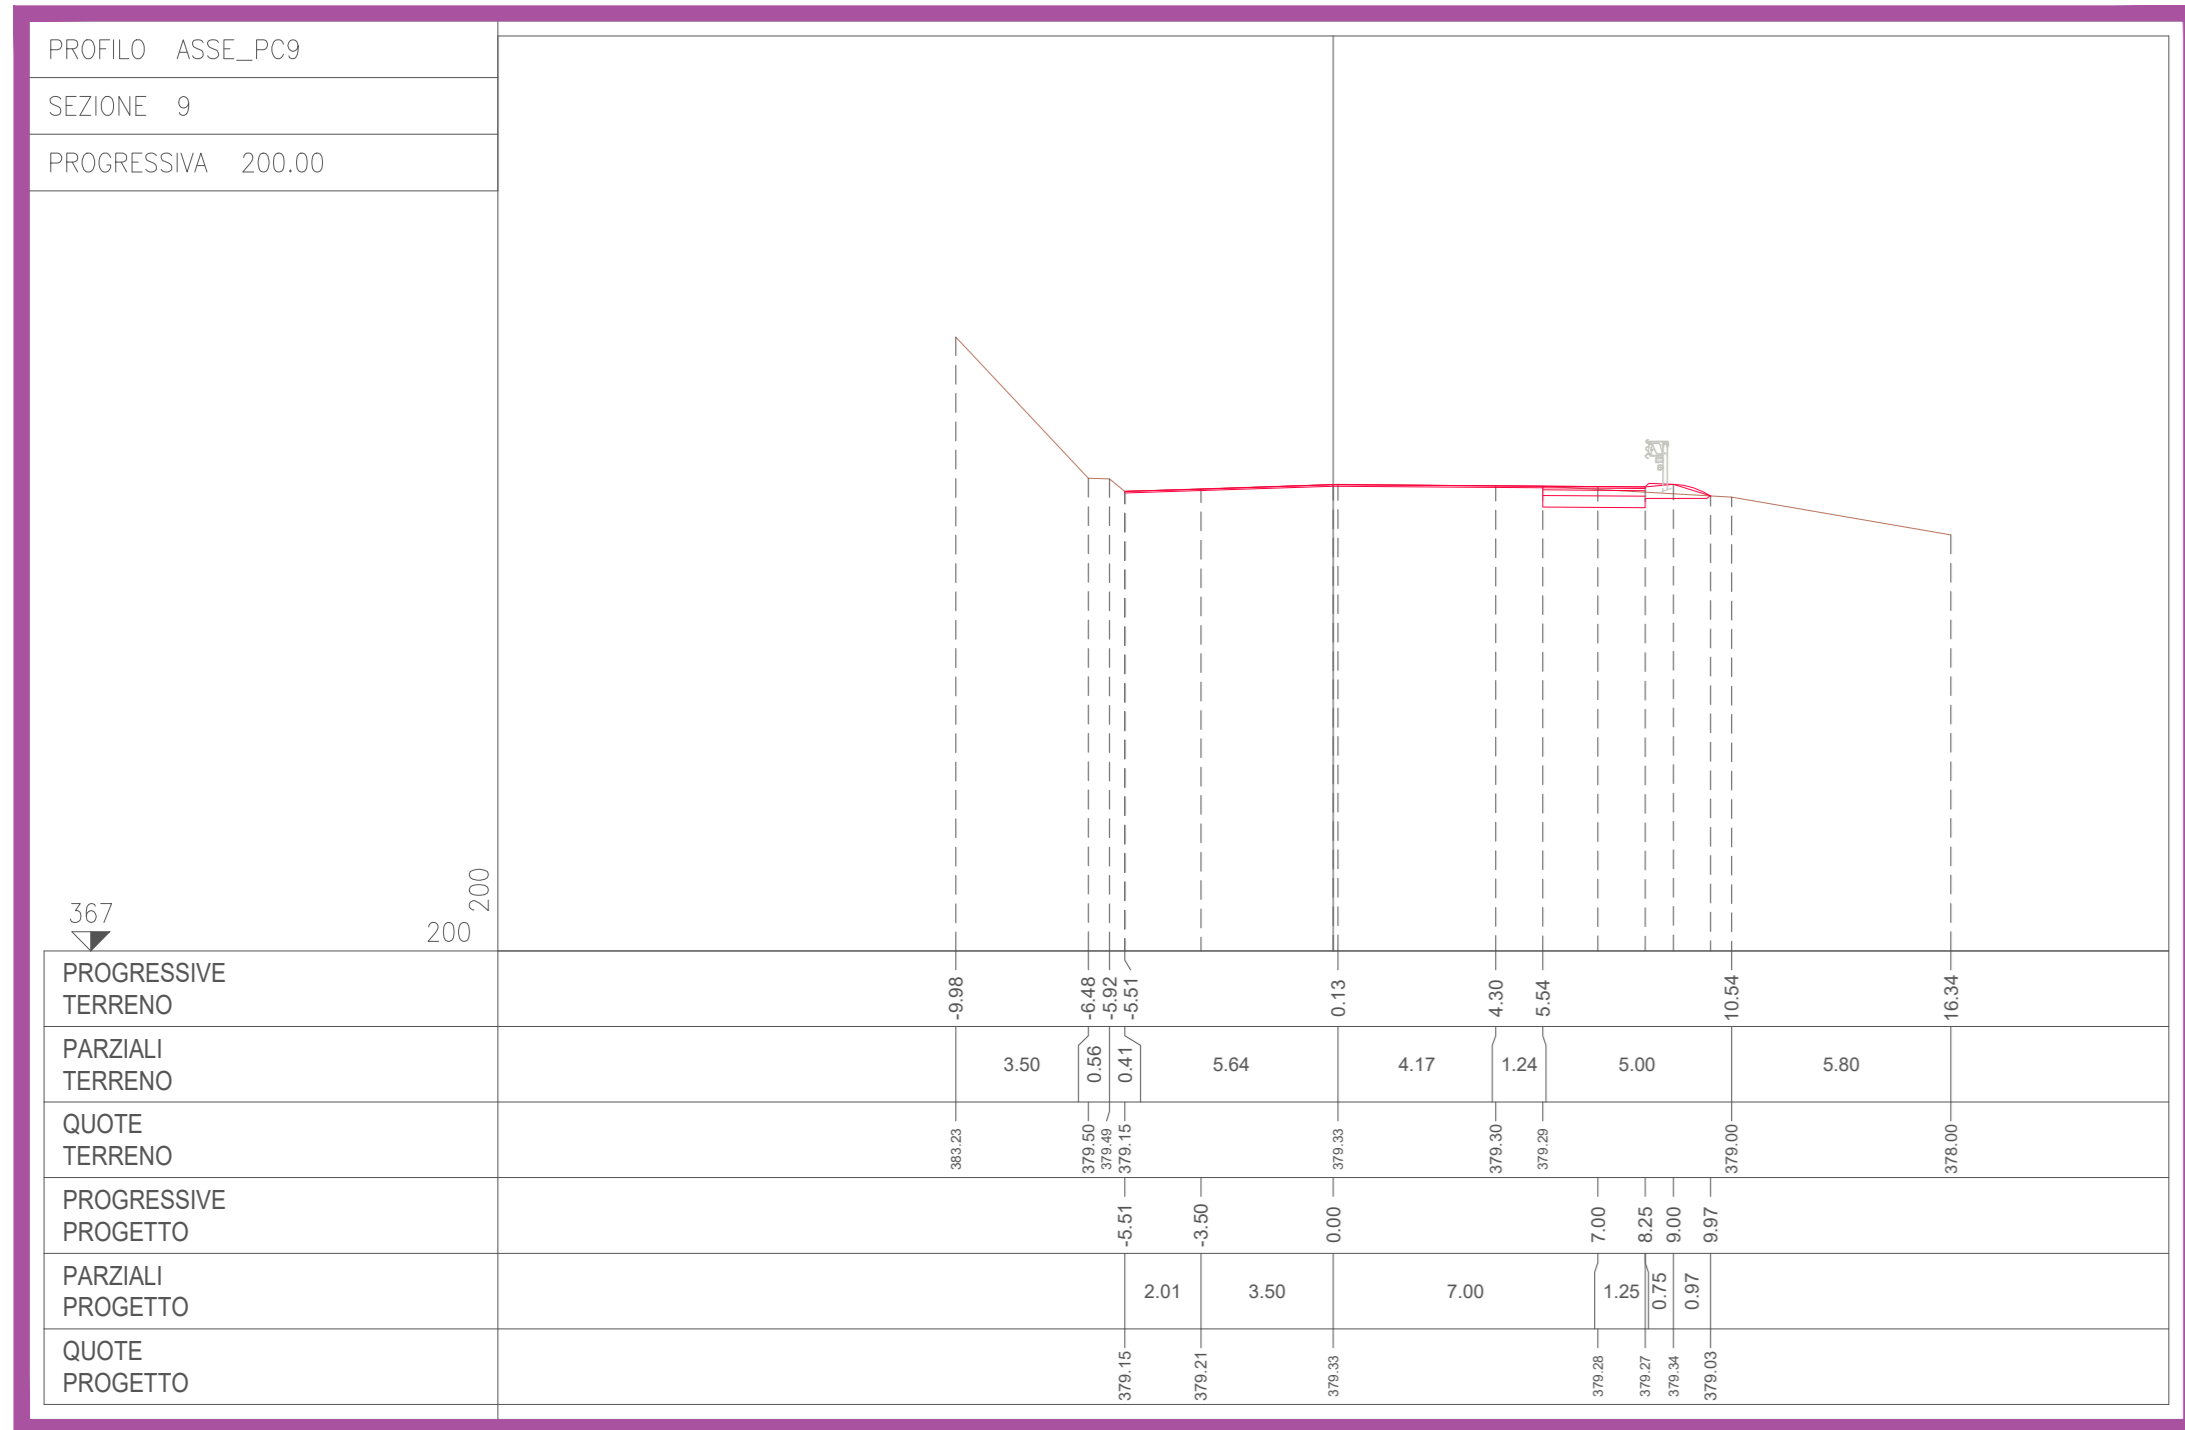 PROFILO ASSE_PC9
SEZIONE 9
PROGRESSIVA 200.00
367
200
200
PROGRESSIVE
TERRENO
-9.98 -6.48 -5.92 -5.51 0.13 4.30 5.54 10.54 16.34
PARZIALI
TERRENO
3.50 0.56 0.41 5.64 4.17 1.24 5.00 5.80
QUOTE
TERRENO
383.23 379.50 379.49 379.15 379.33 379.30 379.29 379.00 378.00
PROGRESSIVE
PROGETTO
-5.51 -3.50 0.00 7.00 8.25 9.00 9.97
PARZIALI
PROGETTO
2.01 3.50 7.00 1.25 0.75 0.97
QUOTE
PROGETTO
379.15 379.21 379.33 379.28 379.27 379.34 379.03